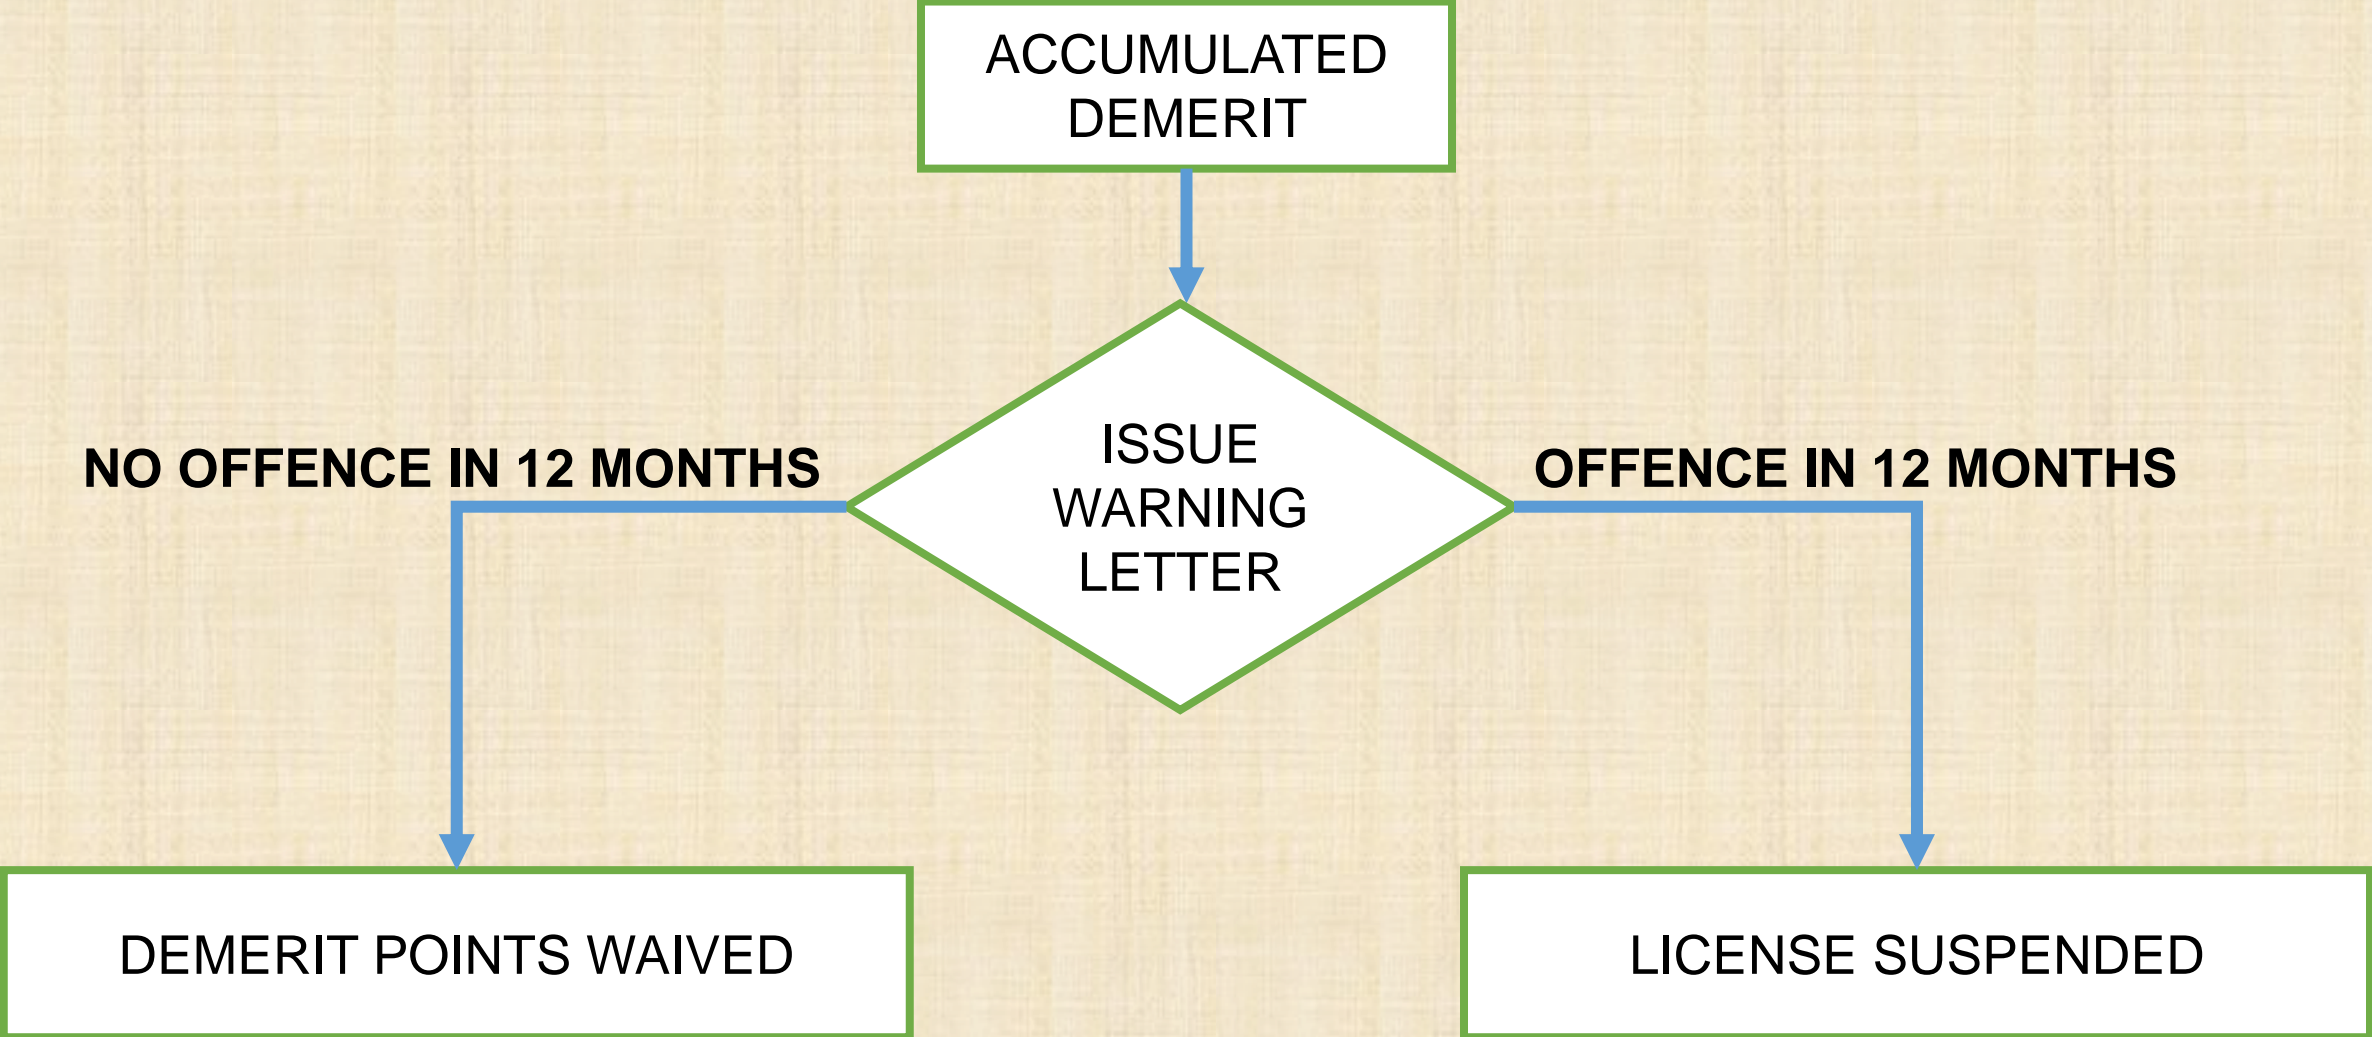 ACCUMULATED
DEMERIT
ISSUE
WARNING
LETTER
NO OFFENCE IN 12 MONTHS
OFFENCE IN 12 MONTHS
DEMERIT POINTS WAIVED
LICENSE SUSPENDED